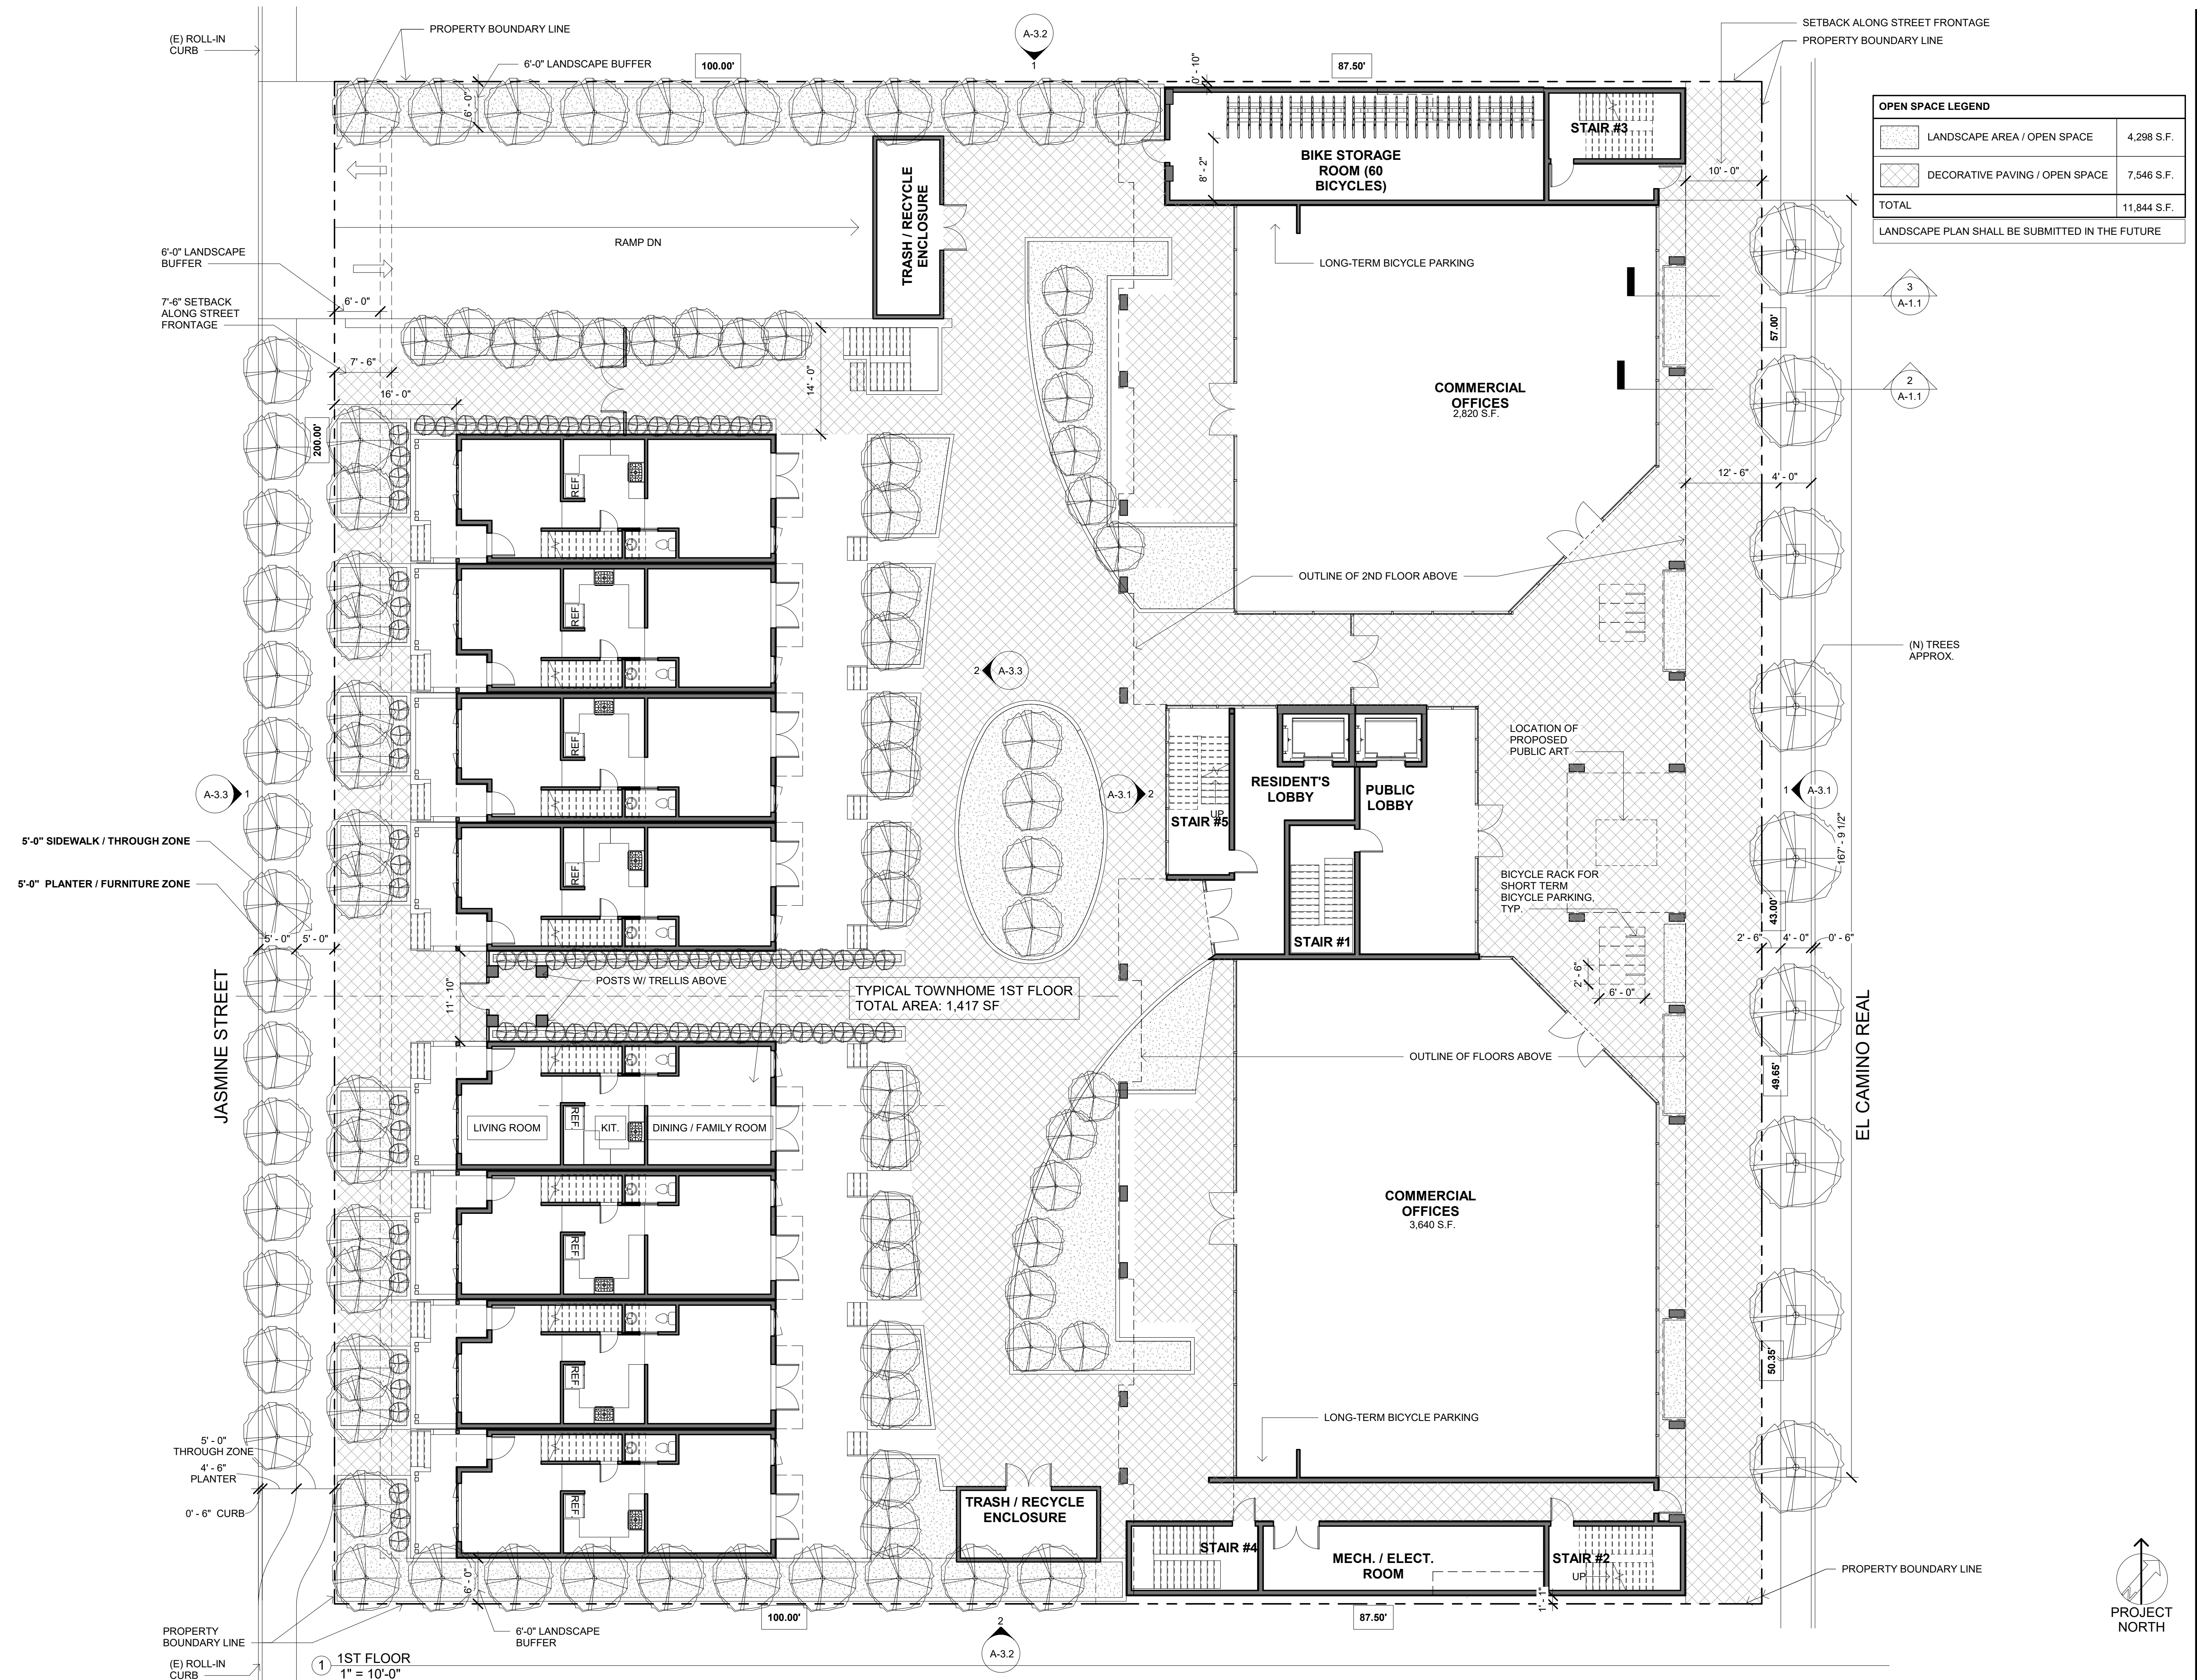 (E) ROLL-IN
CURB
PROPERTY BOUNDARY LINE
6'-0" LANDSCAPE BUFFER
100.00'
A-3.2
1
87.50'
0' - 10"
SETBACK ALONG STREET FRONTAGE
PROPERTY BOUNDARY LINE
6' - 0"
OPEN SPACE LEGEND
LANDSCAPE AREA / OPEN SPACE
4,298 S.F.
DECORATIVE PAVING / OPEN SPACE
7,546 S.F.
TOTAL
11,844 S.F.
LANDSCAPE PLAN SHALL BE SUBMITTED IN THE FUTURE
STAIR #3
BIKE STORAGE
ROOM (60
BICYCLES)
8' - 2"
10' - 0"
TRASH / RECYCLE
ENCLOSURE
RAMP DN
LONG-TERM BICYCLE PARKING
6'-0" LANDSCAPE
BUFFER
7'-6" SETBACK
ALONG STREET
FRONTAGE
6' - 0"
7' - 6"
16' - 0"
14' - 0"
200.00'
3
A-1.1
57.00'
2
A-1.1
COMMERCIAL
OFFICES
2,820 S.F.
12' - 6"
4' - 0"
REF.
REF.
REF.
REF.
OUTLINE OF 2ND FLOOR ABOVE
(N) TREES
APPROX.
2
A-3.3
LOCATION OF
PROPOSED
PUBLIC ART
A-3.3
1
A-3.1
2
RESIDENT'S
LOBBY
PUBLIC
LOBBY
UP
STAIR #5
1
A-3.1
167' - 9 1/2"
5'-0" SIDEWALK / THROUGH ZONE
5'-0" PLANTER / FURNITURE ZONE
BICYCLE RACK FOR
SHORT TERM
BICYCLE PARKING,
TYP.
43.00'
STAIR #1
5' - 0"
5' - 0"
2' - 6"
4' - 0"
0' - 6"
11' - 10"
POSTS W/ TRELLIS ABOVE
TYPICAL TOWNHOME 1ST FLOOR
TOTAL AREA: 1,417 SF
2' - 6"
6' - 0"
JASMINE STREET
EL CAMINO REAL
OUTLINE OF FLOORS ABOVE
49.65'
LIVING ROOM
REF.
KIT.
DINING / FAMILY ROOM
COMMERCIAL
OFFICES
3,640 S.F.
REF.
REF.
REF.
50.35'
LONG-TERM BICYCLE PARKING
5' - 0"
THROUGH ZONE
4' - 6"
PLANTER
0' - 6" CURB
TRASH / RECYCLE
ENCLOSURE
STAIR #4
MECH. / ELECT.
ROOM
STAIR #2
UP
1' - 1"
PROPERTY BOUNDARY LINE
6' - 0"
100.00'
87.50'
PROPERTY
BOUNDARY LINE
6'-0" LANDSCAPE
BUFFER
2
A-3.2
PROJECT
NORTH
(E) ROLL-IN
CURB
1
1ST FLOOR
1" = 10'-0"